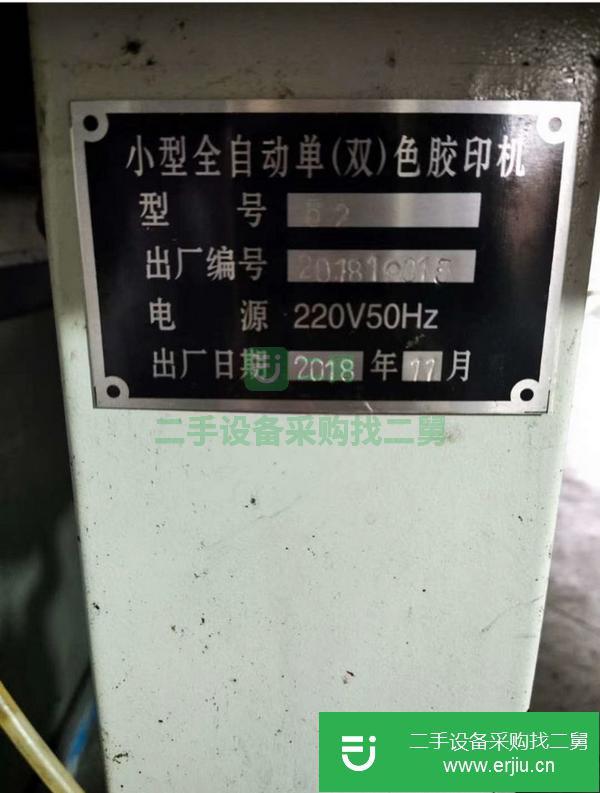 小型全自动单(双)色胶印机
型 号 52
出厂编号
电 源 220V50Hz
出厂日期 2018 年 11 月
二手设备采购找二舅
二手设备采购找二舅
www.erjiu.cn